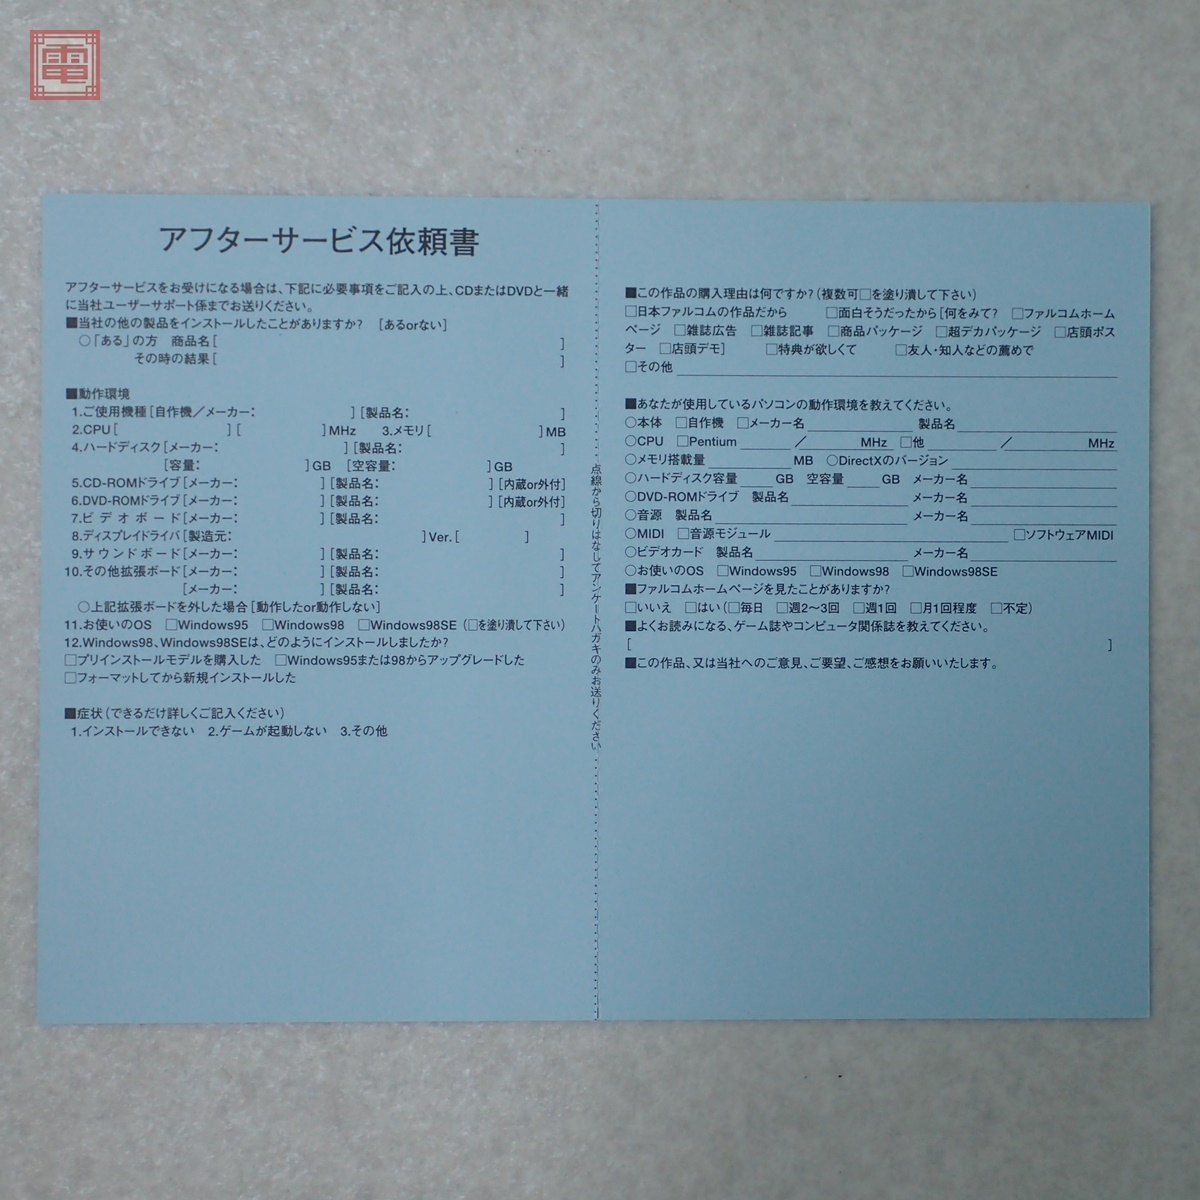 電
アフターサービス依頼書
アフターサービスをお受けになる場合は、下記に必要事項をご記入の上、CDまたはDVDと一緒
に当社ユーザーサポート係までお送りください。
■当社の他の製品をインストールしたことがありますか? [あるorない]
○「ある」の方 商品名[ ]
その時の結果[ ]
■動作環境
1.ご使用機種[自作機/メーカー: ][製品名: ]
2.CPU[ ][ ]MHz 3.メモリ[ ]MB
4.ハードディスク[メーカー: ][製品名: ]
[容量: ]GB [空容量: ]GB
5.CD-ROMドライブ[メーカー: ][製品名: ][内蔵or外付]
6.DVD-ROMドライブ[メーカー: ][製品名: ][内蔵or外付]
7.ビデオボード[メーカー: ][製品名: ]
8.ディスプレイドライバ[製造元: ]Ver.[ ]
9.サウンドボード[メーカー: ][製品名: ]
10.その他拡張ボード[メーカー: ][製品名: ]
[メーカー: ][製品名: ]
○上記拡張ボードを外した場合[動作したor動作しない]
11.お使いのOS □Windows95 □Windows98 □Windows98SE (□を塗り潰して下さい)
12.Windows98、Windows98SEは、どのようにインストールしましたか?
□プリインストールモデルを購入した □Windows95または98からアップグレードした
□フォーマットしてから新規インストールした
■症状(できるだけ詳しくご記入ください)
1.インストールできない 2.ゲームが起動しない 3.その他
点線から切りはなしてアンケートハガキのみお送りください
■この作品の購入理由は何ですか?(複数可□を塗り潰して下さい)
□日本ファルコムの作品だから □面白そうだったから[何をみて? □ファルコムホーム
ページ □雑誌広告 □雑誌記事 □商品パッケージ □超デカパッケージ □店頭ポス
ター □店頭デモ] □特典が欲しくて □友人・知人などの薦めで
□その他
■あなたが使用しているパソコンの動作環境を教えてください。
○本体 □自作機 □メーカー名 製品名
○CPU □Pentium / MHz □他 / MHz
○メモリ搭載量 MB ○DirectXのバージョン
○ハードディスク容量 GB 空容量 GB メーカー名
○DVD-ROMドライブ 製品名 メーカー名
○音源 製品名 メーカー名
○MIDI □音源モジュール □ソフトウェアMIDI
○ビデオカード 製品名 メーカー名
○お使いのOS □Windows95 □Windows98 □Windows98SE
■ファルコムホームページを見たことがありますか?
□いいえ □はい(□毎日 □週2〜3回 □週1回 □月1回程度 □不定)
■よくお読みになる、ゲーム誌やコンピュータ関係誌を教えてください。
[ ]
■この作品、又は当社へのご意見、ご要望、ご感想をお願いいたします。